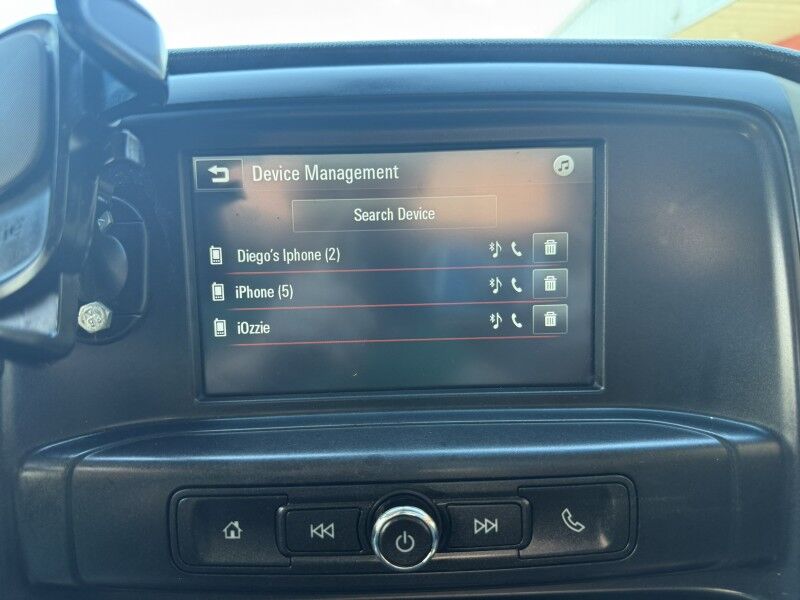 Device Management
Search Device
Diego's Iphone (2)
iPhone (5)
iOzzie